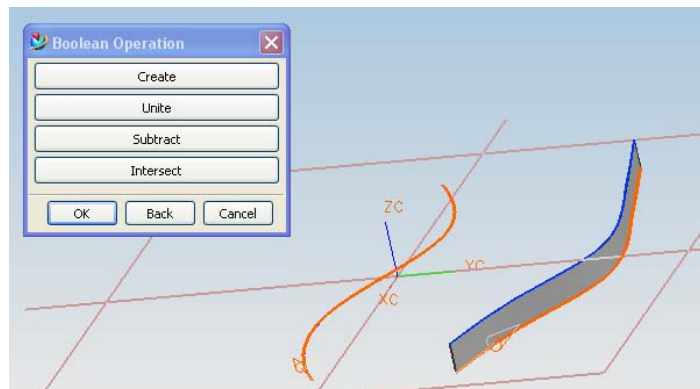 Boolean Operation
Create
Unite
Subtract
Intersect
OK Back Cancel
ZC
YC
XC